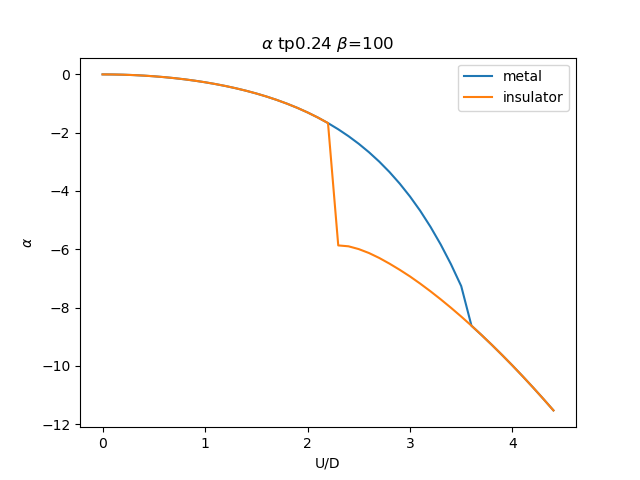 α tp0.24 β=100
metal
insulator
0
−2
−4
−6
−8
−10
−12
α
0
1
2
3
4
U/D